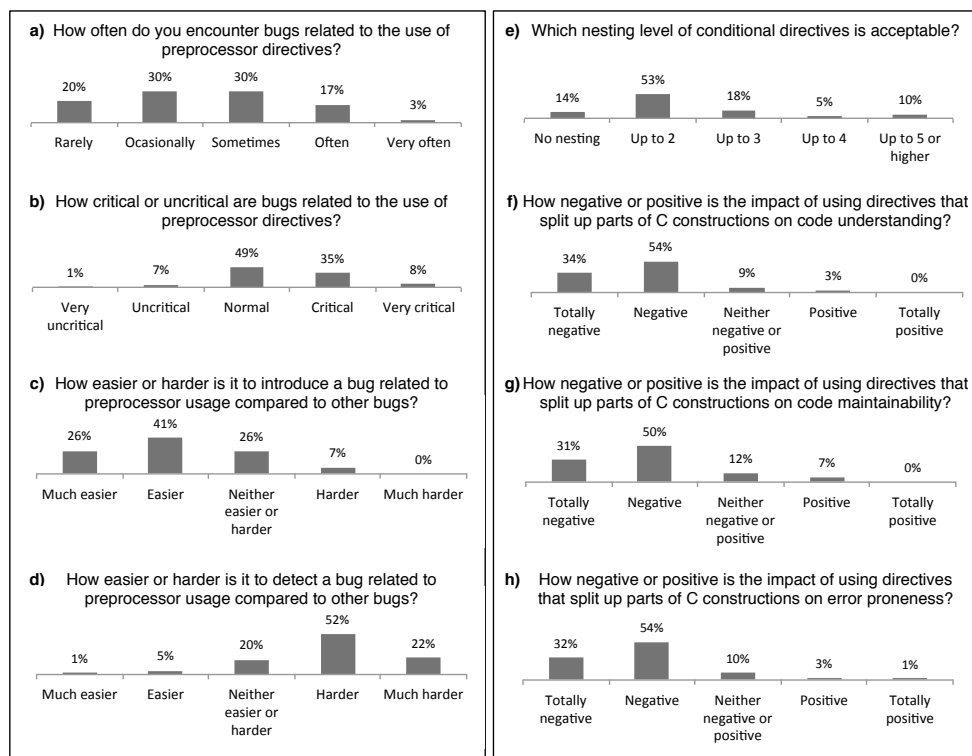 a) How often do you encounter bugs related to the use of
preprocessor directives?
20% 30% 30% 17% 3%
Rarely Ocasionally Sometimes Often Very often
b) How critical or uncritical are bugs related to the use of
preprocessor directives?
1% 7% 49% 35% 8%
Very Uncritical Normal Critical Very critical
uncritical
c) How easier or harder is it to introduce a bug related to
preprocessor usage compared to other bugs?
26% 41% 26% 7% 0%
Much easier Easier Neither Harder Much harder
easier or
harder
d) How easier or harder is it to detect a bug related to
preprocessor usage compared to other bugs?
1% 5% 20% 52% 22%
Much easier Easier Neither Harder Much harder
easier or
harder
e) Which nesting level of conditional directives is acceptable?
14% 53% 18% 5% 10%
No nesting Up to 2 Up to 3 Up to 4 Up to 5 or
higher
f) How negative or positive is the impact of using directives that
split up parts of C constructions on code understanding?
34% 54% 9% 3% 0%
Totally Negative Neither Positive Totally
negative negative or positive
positive
g) How negative or positive is the impact of using directives that
split up parts of C constructions on code maintainability?
31% 50% 12% 7% 0%
Totally Negative Neither Positive Totally
negative negative or positive
positive
h) How negative or positive is the impact of using directives
that split up parts of C constructions on error proneness?
32% 54% 10% 3% 1%
Totally Negative Neither Positive Totally
negative negative or positive
positive